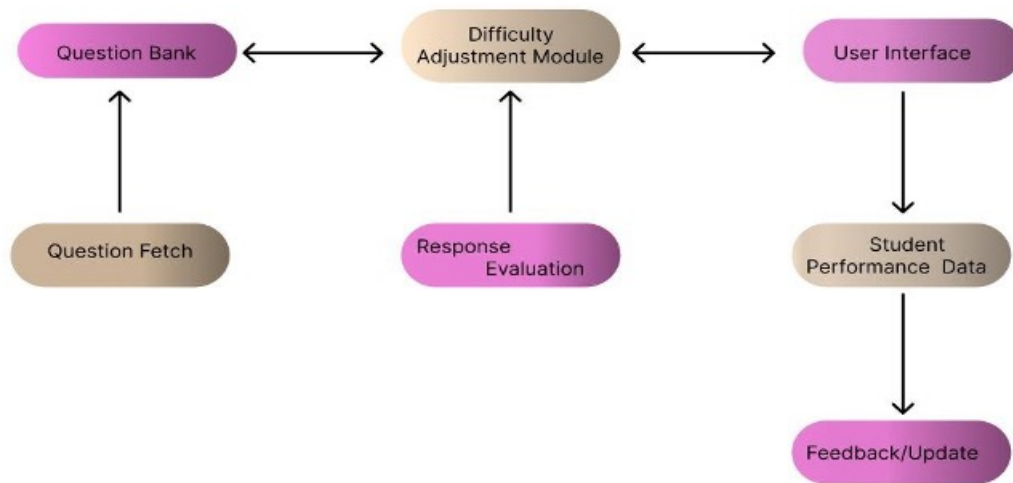 Question Bank
Difficulty
Adjustment Module
User Interface
Question Fetch
Response
Evaluation
Student
Performance Data
Feedback/Update